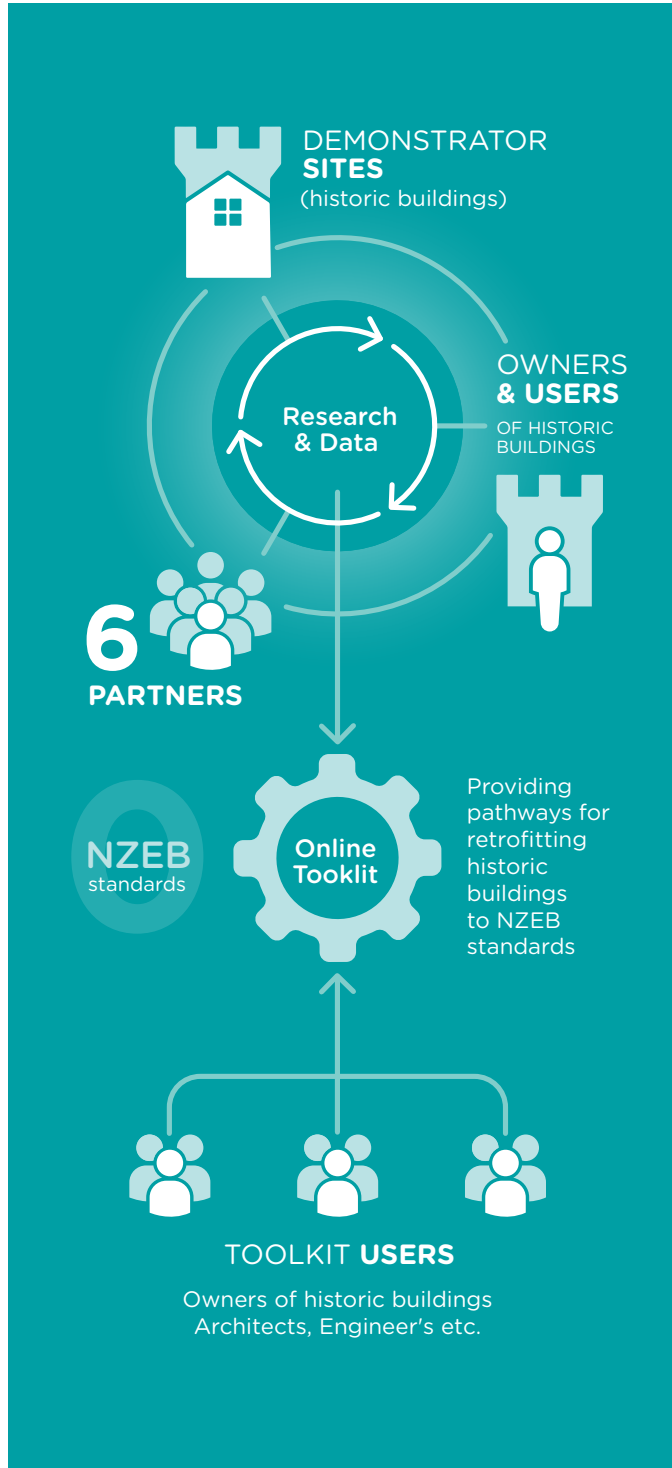 DEMONSTRATOR
SITES
(historic buildings)
OWNERS
& USERS
OF HISTORIC
BUILDINGS
Research
& Data
6
PARTNERS
0
NZEB
standards
Online
Tooklit
Providing
pathways for
retrofitting
historic
buildings
to NZEB
standards
TOOLKIT USERS
Owners of historic buildings
Architects, Engineer's etc.